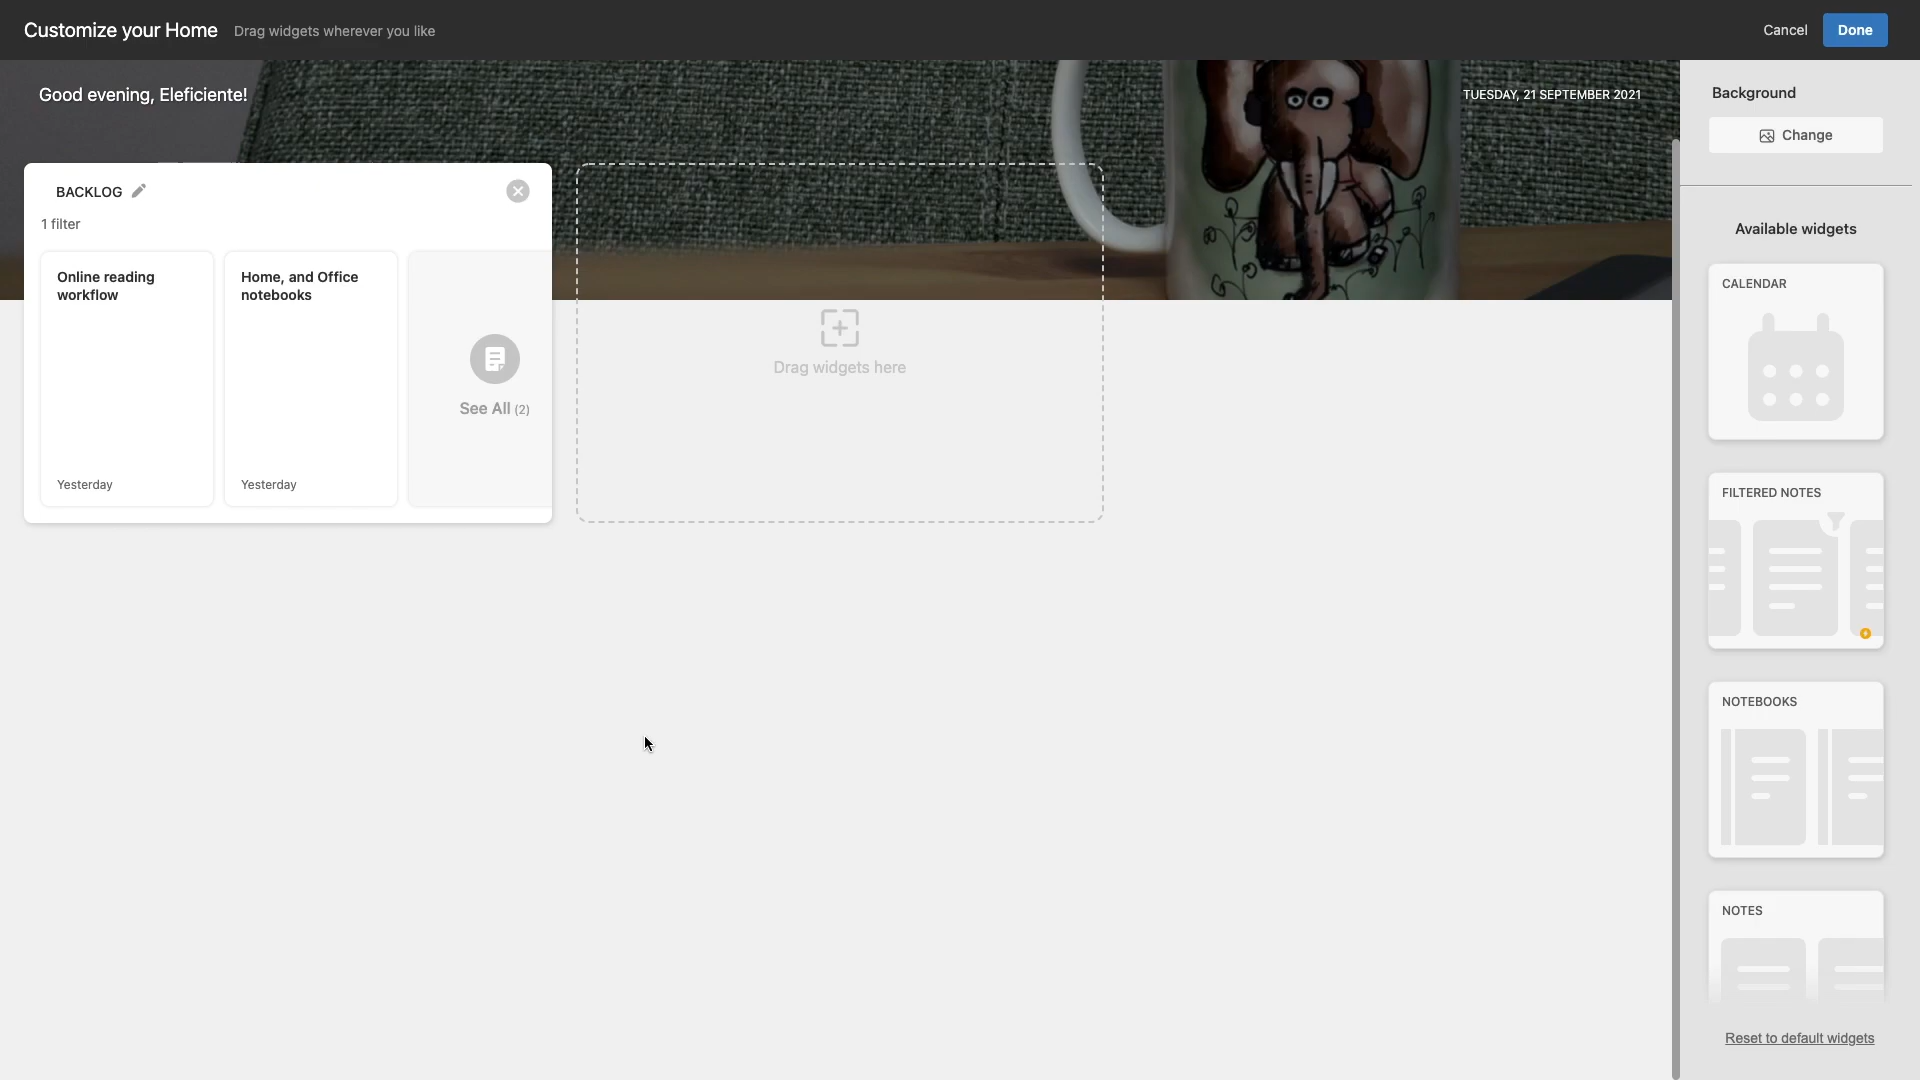 Customize your Home
Drag widgets wherever you like
Cancel
Done
Good evening, Eleficiente!
TUESDAY, 21 SEPTEMBER 2021
Background
Change
BACKLOG
1 filter
Online reading
workflow
Yesterday
Home, and Office
notebooks
Yesterday
See All (2)
Drag widgets here
Available widgets
CALENDAR
FILTERED NOTES
NOTEBOOKS
NOTES
Reset to default widgets